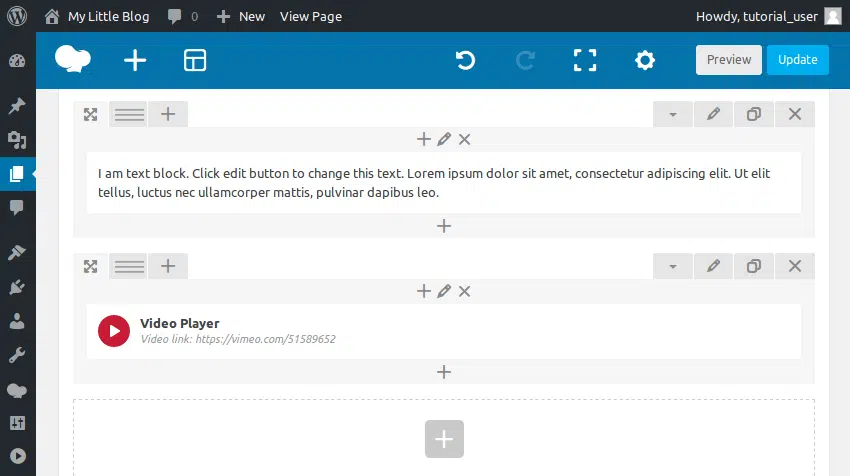 My Little Blog 0 New View Page Howdy, tutorial_user
Preview Update
I am text block. Click edit button to change this text. Lorem ipsum dolor sit amet, consectetur adipiscing elit. Ut elit
tellus, luctus nec ullamcorper mattis, pulvinar dapibus leo.
Video Player
Video link: https://vimeo.com/51589652